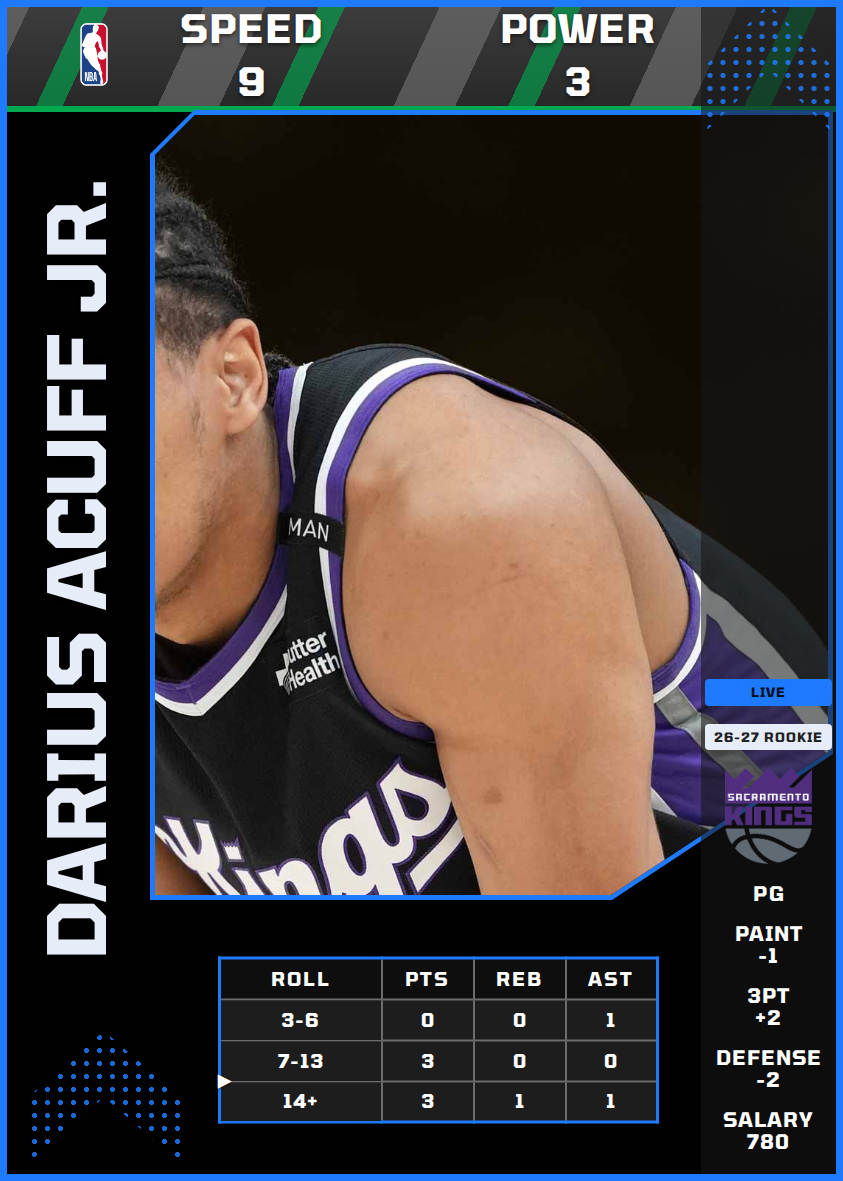 SPEED
9
POWER
3
NBA
DARIUS ACUFF JR.
MAN
utter
Health
Kings
LIVE
26-27 ROOKIE
SACRAMENTO
KINGS
PG
PAINT
-1
3PT
+2
DEFENSE
-2
SALARY
780
ROLL PTS REB AST
3-6 0 0 1
7-13 3 0 0
14+ 3 1 1